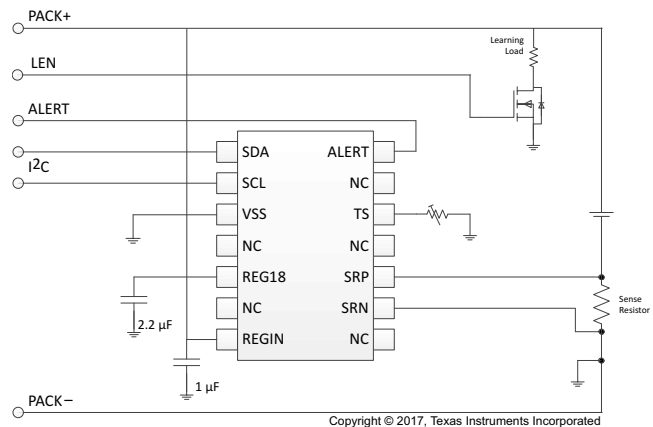 PACK+
Learning
Load
LEN
ALERT
SDA
ALERT
I2C
SCL
NC
VSS
TS
NC
NC
REG18
SRP
Sense
Resistor
NC
SRN
2.2 µF
REGIN
NC
1 µF
PACK−
Copyright © 2017, Texas Instruments Incorporated